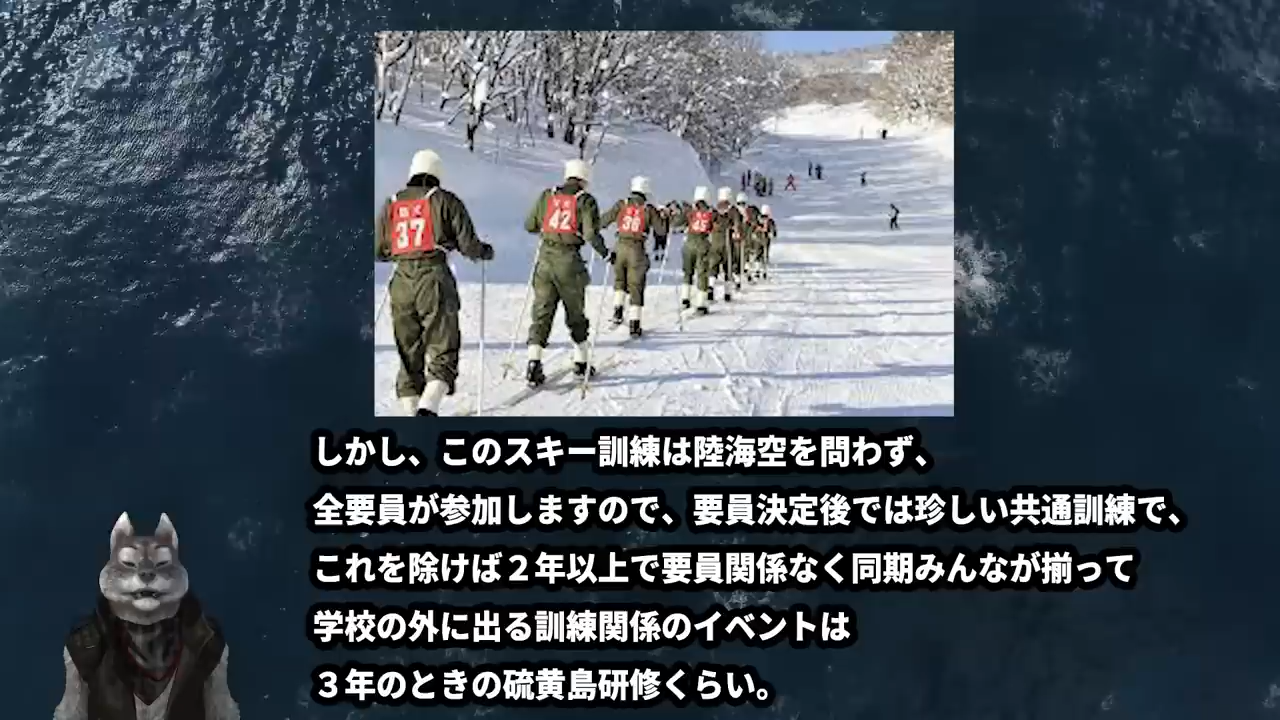 37
42
36
45
しかし、このスキー訓練は陸海空を問わず、
全要員が参加しますので、要員決定後では珍しい共通訓練で、
これを除けば２年以上で要員関係なく同期みんなが揃って
学校の外に出る訓練関係のイベントは
３年のときの硫黄島研修くらい。